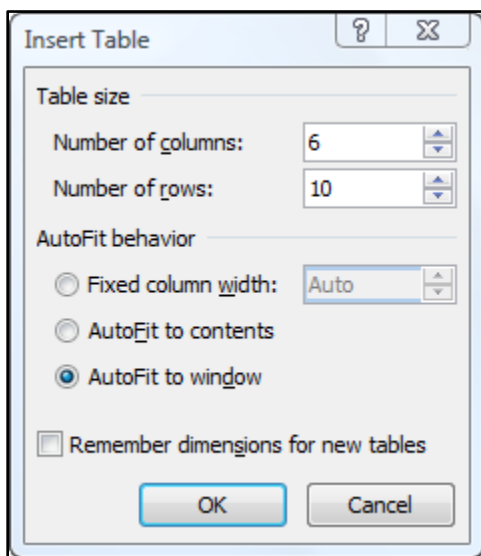 Insert Table
Table size
Number of columns: 6
Number of rows: 10
AutoFit behavior
Fixed column width: Auto
AutoFit to contents
AutoFit to window
Remember dimensions for new tables
OK Cancel